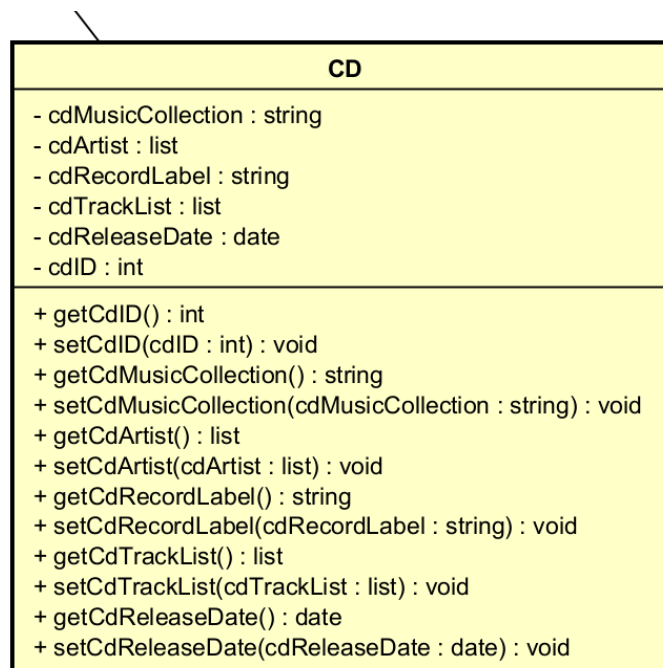 CD
- cdMusicCollection : string
- cdArtist : list
- cdRecordLabel : string
- cdTrackList : list
- cdReleaseDate : date
- cdID : int
+ getCdID() : int
+ setCdID(cdID : int) : void
+ getCdMusicCollection() : string
+ setCdMusicCollection(cdMusicCollection : string) : void
+ getCdArtist() : list
+ setCdArtist(cdArtist : list) : void
+ getCdRecordLabel() : string
+ setCdRecordLabel(cdRecordLabel : string) : void
+ getCdTrackList() : list
+ setCdTrackList(cdTrackList : list) : void
+ getCdReleaseDate() : date
+ setCdReleaseDate(cdReleaseDate : date) : void